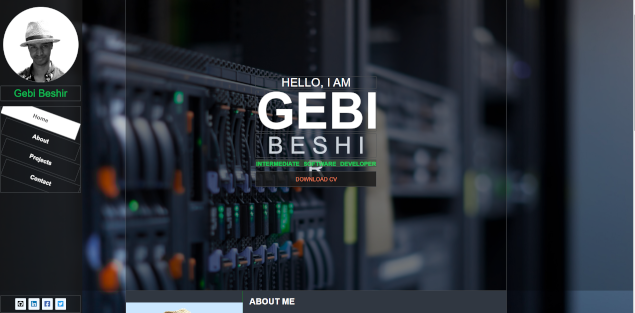 Gebi Beshir
Home
About
Projects
Contact
HELLO, I AM
GEBI
BESHI
R
INTERMEDIATE SOFTWARE DEVELOPER
DOWNLOAD CV
ABOUT ME